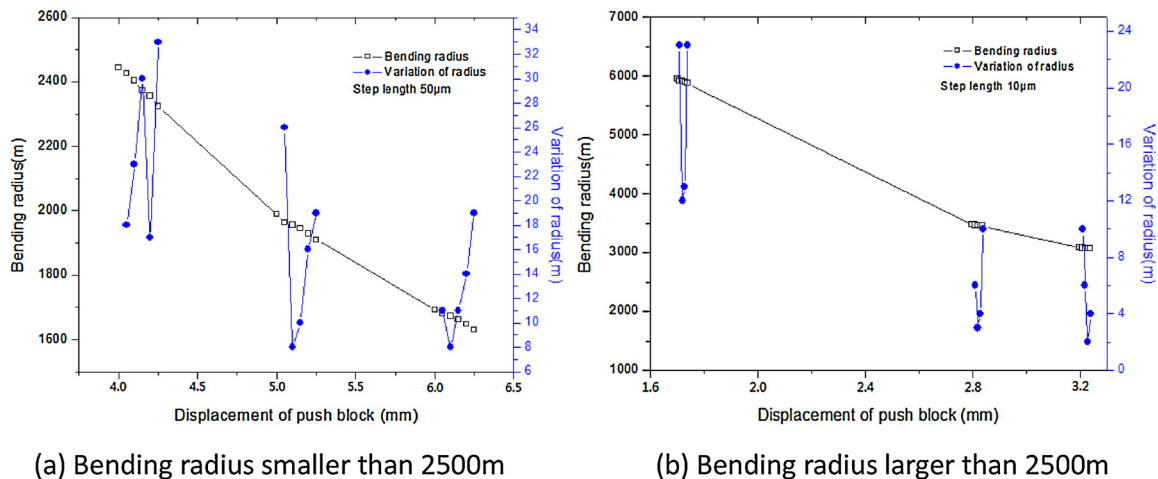 2600
2400
2200
2000
1800
1600
Bending radius(m)
34
32
30
28
26
24
22
20
18
16
14
12
10
8
6
Variation of radius(m)
Bending radius
Variation of radius
Step length 50μm
4.0 4.5 5.0 5.5 6.0 6.5
Displacement of push block (mm)
(a) Bending radius smaller than 2500m
7000
6000
5000
4000
3000
2000
1000
Bending radius(m)
24
20
16
12
8
4
0
Variation of radius(m)
Bending radius
Variation of radius
Step length 10μm
1.6 2.0 2.4 2.8 3.2
Displacement of push block (mm)
(b) Bending radius larger than 2500m